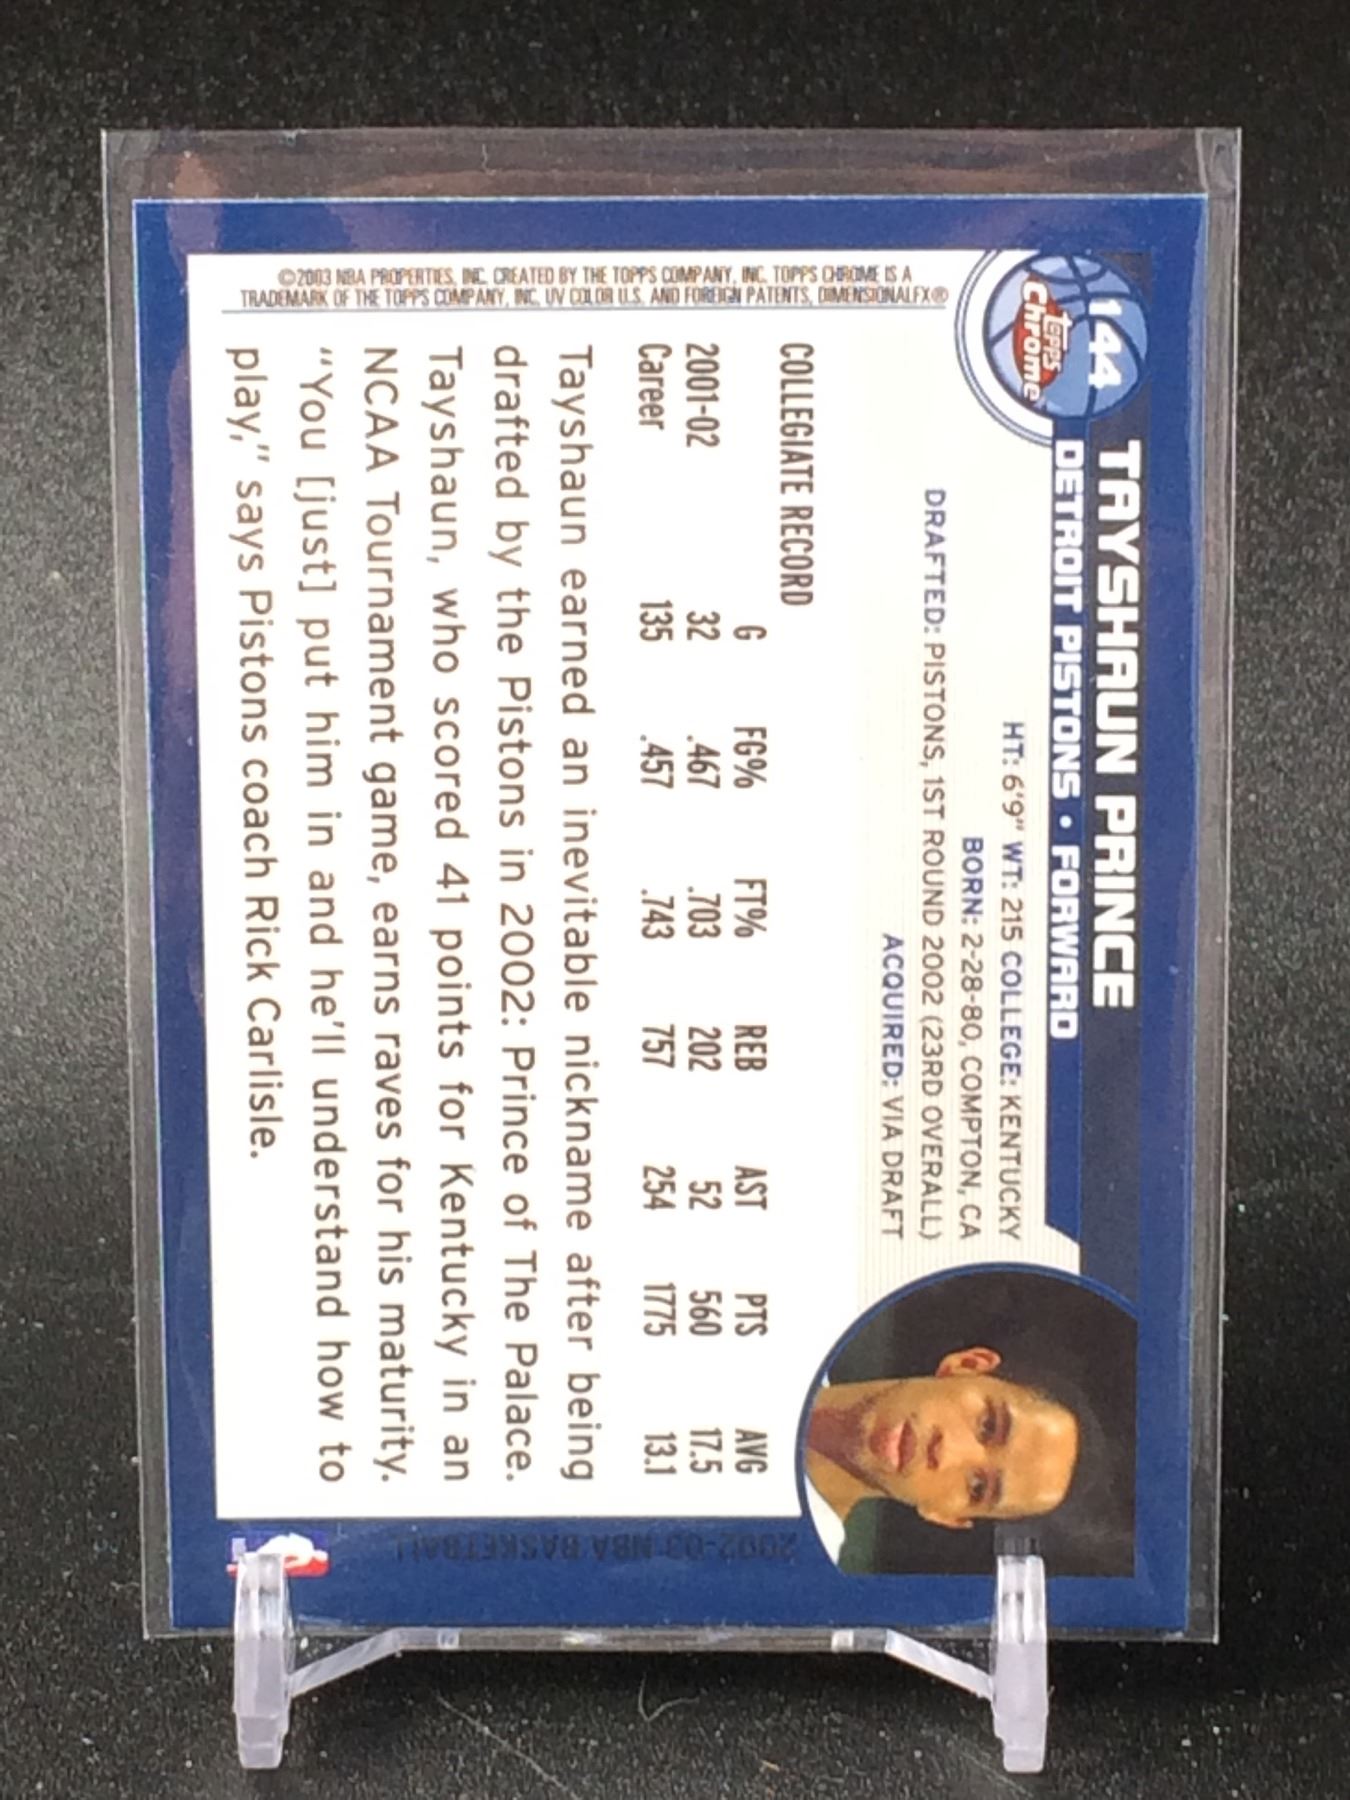 144
topps
Chrome
TAYSHAUN PRINCE
DETROIT PISTONS • FORWARD
HT: 6'9" WT: 215 COLLEGE: KENTUCKY
BORN: 2-28-80, COMPTON, CA
DRAFTED: PISTONS, 1ST ROUND 2002 (23RD OVERALL)
ACQUIRED: VIA DRAFT
COLLEGIATE RECORD
G FG% FT% REB AST PTS AVG
2001-02 32 .467 .703 202 52 560 17.5
Career 135 .457 .743 757 254 1775 13.1
Tayshaun earned an inevitable nickname after being
drafted by the Pistons in 2002: Prince of The Palace.
Tayshaun, who scored 41 points for Kentucky in an
NCAA Tournament game, earns raves for his maturity.
"You [just] put him in and he'll understand how to
play," says Pistons coach Rick Carlisle.
©2003 NBA PROPERTIES, INC. CREATED BY THE TOPPS COMPANY, INC. TOPPS CHROME IS A
TRADEMARK OF THE TOPPS COMPANY, INC. UV COLOR U.S. AND FOREIGN PATENTS, DIMENSIONALFX®
2002-03 NBA BASKETBALL